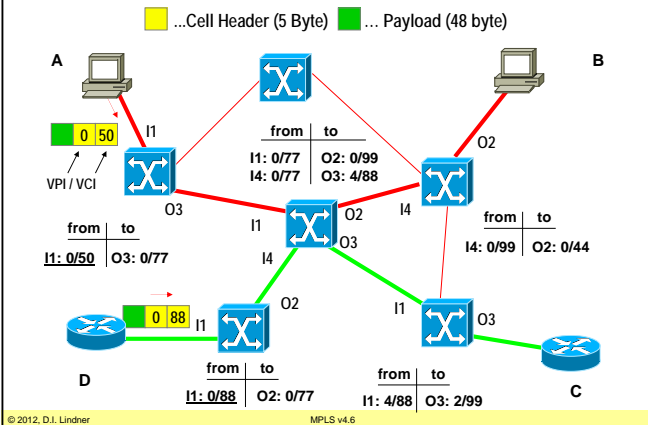 ...Cell Header (5 Byte) ... Payload (48 byte)
A
B
0 50
I1
VPI / VCI
from to
I1: 0/77 O2: 0/99
I4: 0/77 O3: 4/88
O2
O3
I1
O2
I4
O3
I4
from to
I1: 0/50 O3: 0/77
from to
I4: 0/99 O2: 0/44
0 88
I1
O2
I1
O3
D
C
from to
I1: 0/88 O2: 0/77
from to
I1: 4/88 O3: 2/99
© 2012, D.I. Lindner MPLS v4.6